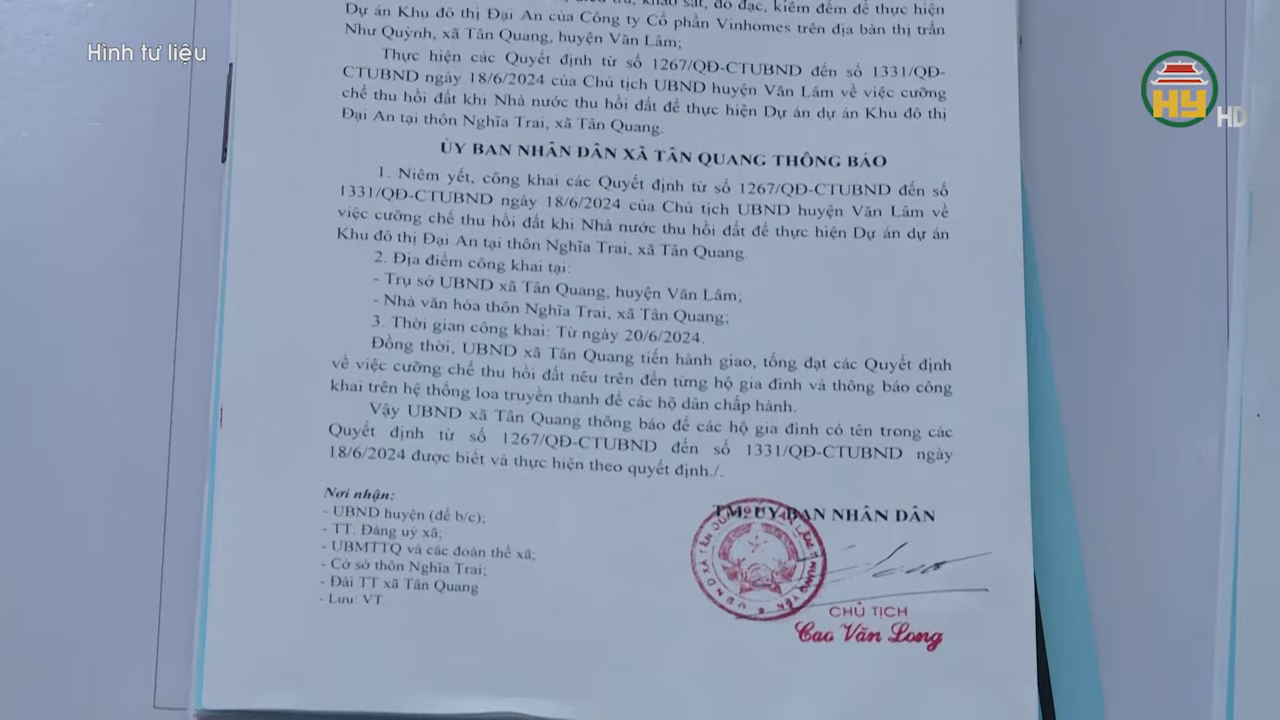 Hình tư liệu
HY
HD
khảo sát, đo đạc, kiểm đếm để thực hiện
Dự án Khu đô thị Đại An của Công ty Cổ phần Vinhomes trên địa bàn thị trấn
Như Quỳnh, xã Tân Quang, huyện Văn Lâm;
Thực hiện các Quyết định từ số 1267/QĐ-CTUBND đến số 1331/QĐ-
CTUBND ngày 18/6/2024 của Chủ tịch UBND huyện Văn Lâm về việc cưỡng
chế thu hồi đất khi Nhà nước thu hồi đất để thực hiện Dự án dự án Khu đô thị
Đại An tại thôn Nghĩa Trai, xã Tân Quang.
ỦY BAN NHÂN DÂN XÃ TÂN QUANG THÔNG BÁO
1. Niêm yết, công khai các Quyết định từ số 1267/QĐ-CTUBND đến số
1331/QĐ-CTUBND ngày 18/6/2024 của Chủ tịch UBND huyện Văn Lâm về
việc cưỡng chế thu hồi đất khi Nhà nước thu hồi đất để thực hiện Dự án dự án
Khu đô thị Đại An tại thôn Nghĩa Trai, xã Tân Quang.
2. Địa điểm công khai tại:
- Trụ sở UBND xã Tân Quang, huyện Văn Lâm;
- Nhà văn hóa thôn Nghĩa Trai, xã Tân Quang;
3. Thời gian công khai: Từ ngày 20/6/2024.
Đồng thời, UBND xã Tân Quang tiến hành giao, tống đạt các Quyết định
về việc cưỡng chế thu hồi đất nêu trên đến từng hộ gia đình và thông báo công
khai trên hệ thống loa truyền thanh để các hộ dân chấp hành.
Vậy UBND xã Tân Quang thông báo để các hộ gia đình có tên trong các
Quyết định từ số 1267/QĐ-CTUBND đến số 1331/QĐ-CTUBND ngày
18/6/2024 được biết và thực hiện theo quyết định./.
Nơi nhận:
- UBND huyện (để b/c);
- TT. Đảng uỷ xã;
- UBMTTQ và các đoàn thể xã;
- Cơ sở thôn Nghĩa Trai;
- Đài TT xã Tân Quang
- Lưu: VT
TM. ỦY BAN NHÂN DÂN
CHỦ TỊCH
Cao Văn Long